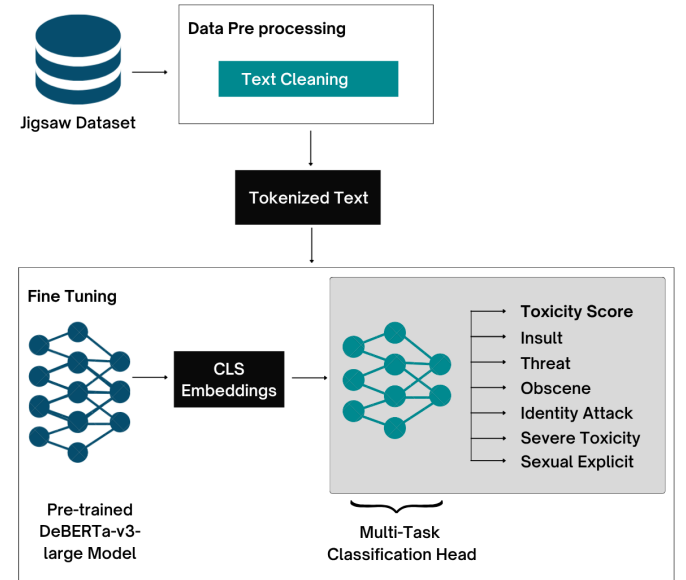 Data Pre processing
Text Cleaning
Jigsaw Dataset
Tokenized Text
Fine Tuning
CLS
Embeddings
Toxicity Score
Insult
Threat
Obscene
Identity Attack
Severe Toxicity
Sexual Explicit
Pre-trained
DeBERTa-v3-
large Model
Multi-Task
Classification Head